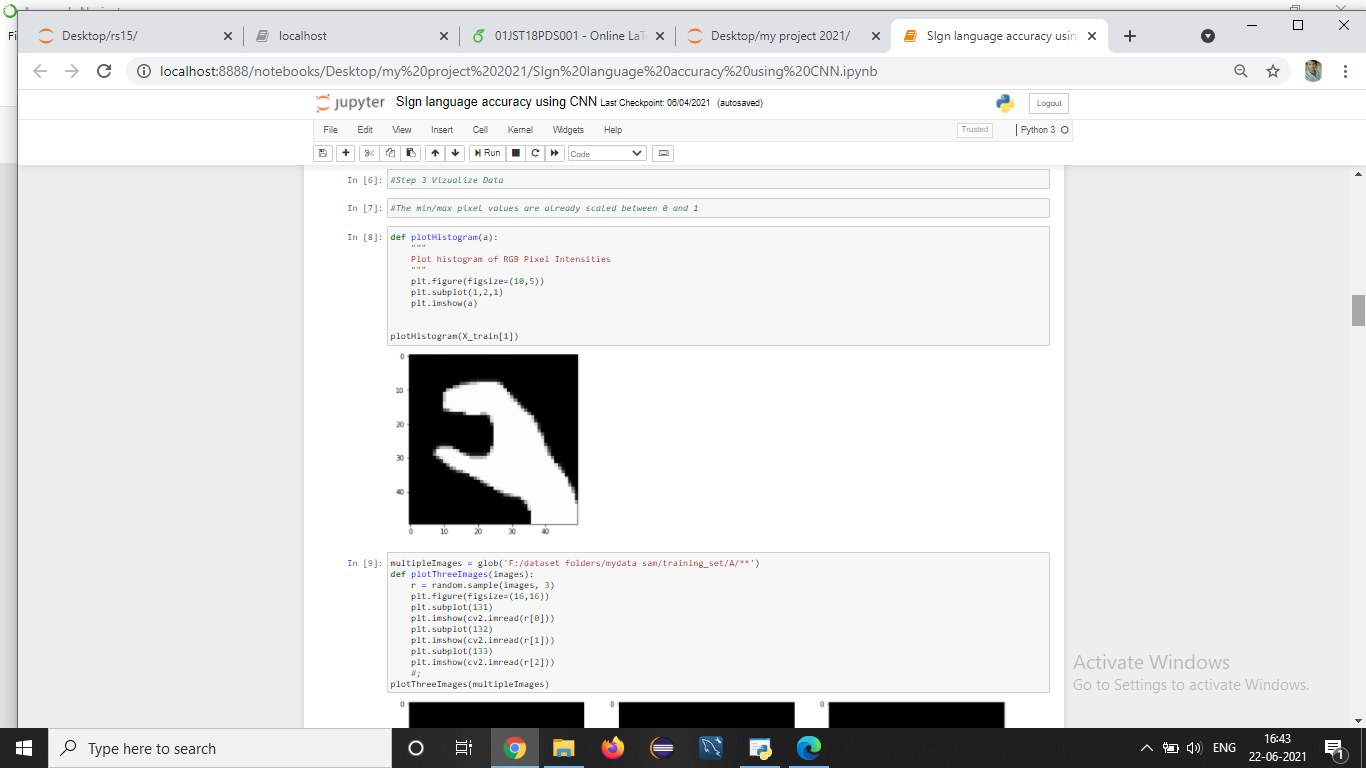 Fi
Desktop/rs15/
localhost
01JST18PDS001 - Online LaT
Desktop/my project 2021/
SIgn language accuracy usin
localhost:8888/notebooks/Desktop/my%20project%202021/SIgn%20language%20accuracy%20using%20CNN.ipynb
jupyter SIgn language accuracy using CNN Last Checkpoint: 06/04/2021 (autosaved)
Logout
File Edit View Insert Cell Kernel Widgets Help
Trusted
Python 3
Run
Code
In [6]: #Step 3 Vizualize Data
In [7]: #The min/max pixel values are already scaled between 0 and 1
In [8]: def plotHistogram(a):
"""
Plot histogram of RGB Pixel Intensities
"""
plt.figure(figsize=(10,5))
plt.subplot(1,2,1)
plt.imshow(a)
plotHistogram(X_train[1])
0
10
20
30
40
0 10 20 30 40
In [9]: multipleImages = glob('F:/dataset folders/mydata sam/training_set/A/**')
def plotThreeImages(images):
r = random.sample(images, 3)
plt.figure(figsize=(16,16))
plt.subplot(131)
plt.imshow(cv2.imread(r[0]))
plt.subplot(132)
plt.imshow(cv2.imread(r[1]))
plt.subplot(133)
plt.imshow(cv2.imread(r[2]))
#;
plotThreeImages(multipleImages)
0 0 0
Activate Windows
Go to Settings to activate Windows.
Type here to search
ENG
16:43
22-06-2021
1